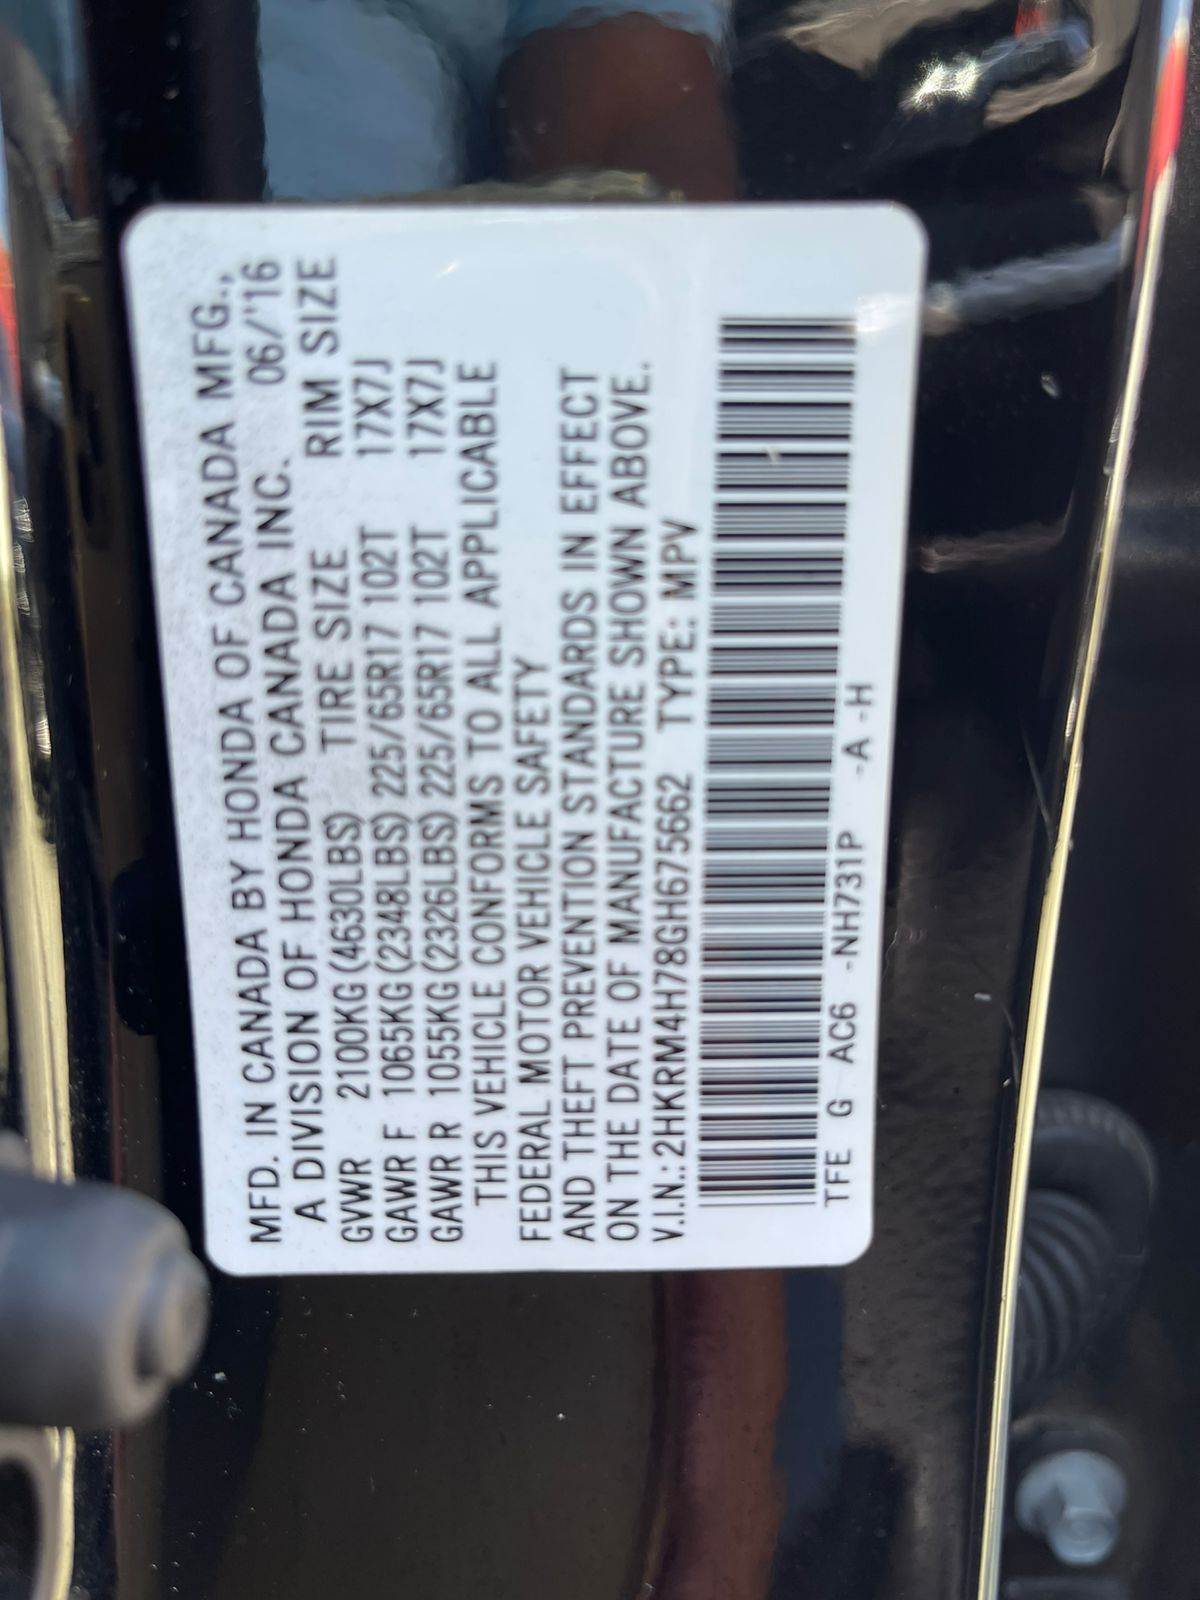 MFD. IN CANADA BY HONDA OF CANADA MFG.,
A DIVISION OF HONDA CANADA INC. 06/'16
GVWR 2100KG (4630LBS) TIRE SIZE RIM SIZE
GAWR F 1065KG (2348LBS) 225/65R17 102T 17X7J
GAWR R 1055KG (2326LBS) 225/65R17 102T 17X7J
THIS VEHICLE CONFORMS TO ALL APPLICABLE
FEDERAL MOTOR VEHICLE SAFETY
AND THEFT PREVENTION STANDARDS IN EFFECT
ON THE DATE OF MANUFACTURE SHOWN ABOVE.
V.I.N.: 2HKRM4H78GH675662 TYPE: MPV
TFE G AC6 -NH731P -A -H